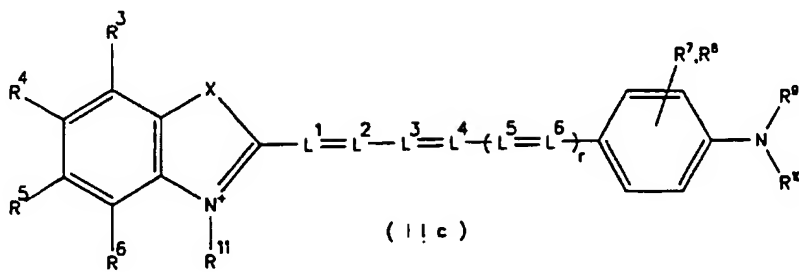 R³
R⁷,R⁸
R⁴
X
R⁹
L¹=L²-L³=L⁴-(L⁵=L⁶)r
N
R⁵
N⁺
R¹⁰
R⁶
R¹¹
(IIc)